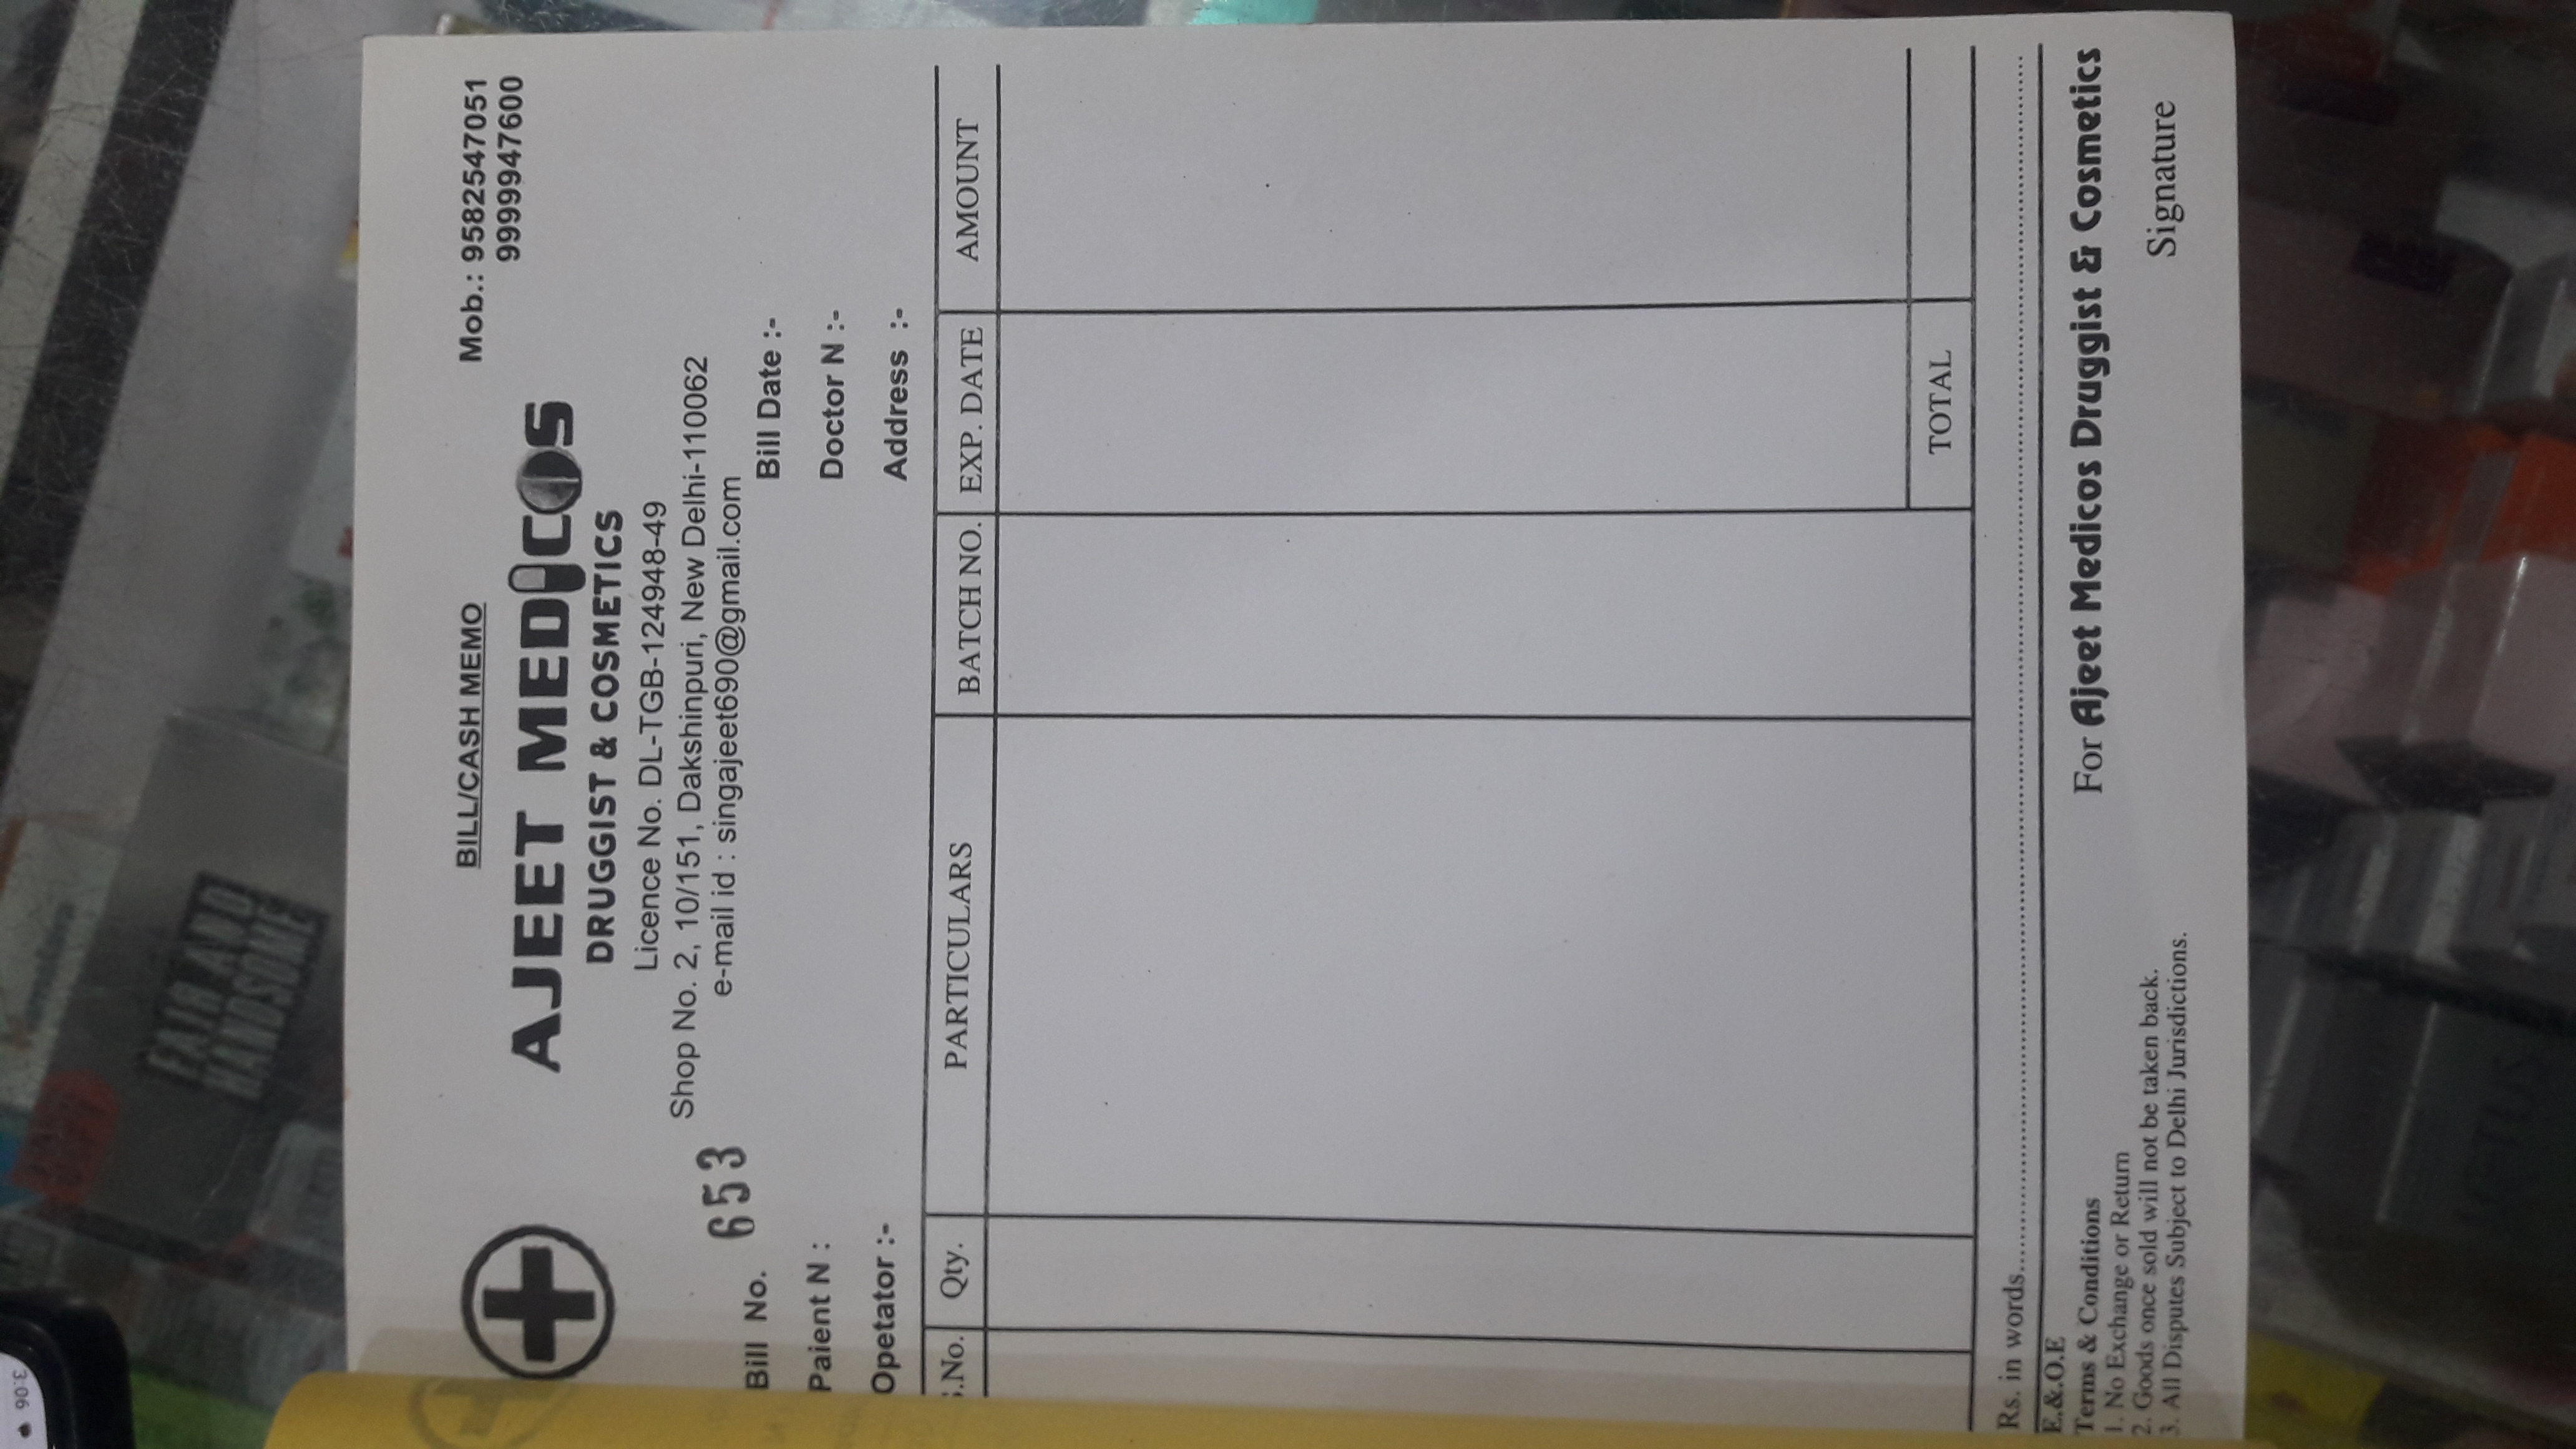 BILL/CASH MEMO
Mob.: 9582547051
9999947600
AJEET MEDICOS
DRUGGIST & COSMETICS
Licence No. DL-TGB-124948-49
Shop No. 2, 10/151, Dakshinpuri, New Delhi-110062
e-mail id : singajeet690@gmail.com
Bill No. 653 Bill Date :-
Paient N : Doctor N :-
Opetator :- Address :-
S.No. Qty. PARTICULARS BATCH NO. EXP. DATE AMOUNT
TOTAL
Rs. in words
E.&.O.E
Terms & Conditions
1. No Exchange or Return
2. Goods once sold will not be taken back.
3. All Disputes Subject to Delhi Jurisdictions.
For Ajeet Medicos Druggist & Cosmetics
Signature
FAIR AND
HANDSOME
3:06